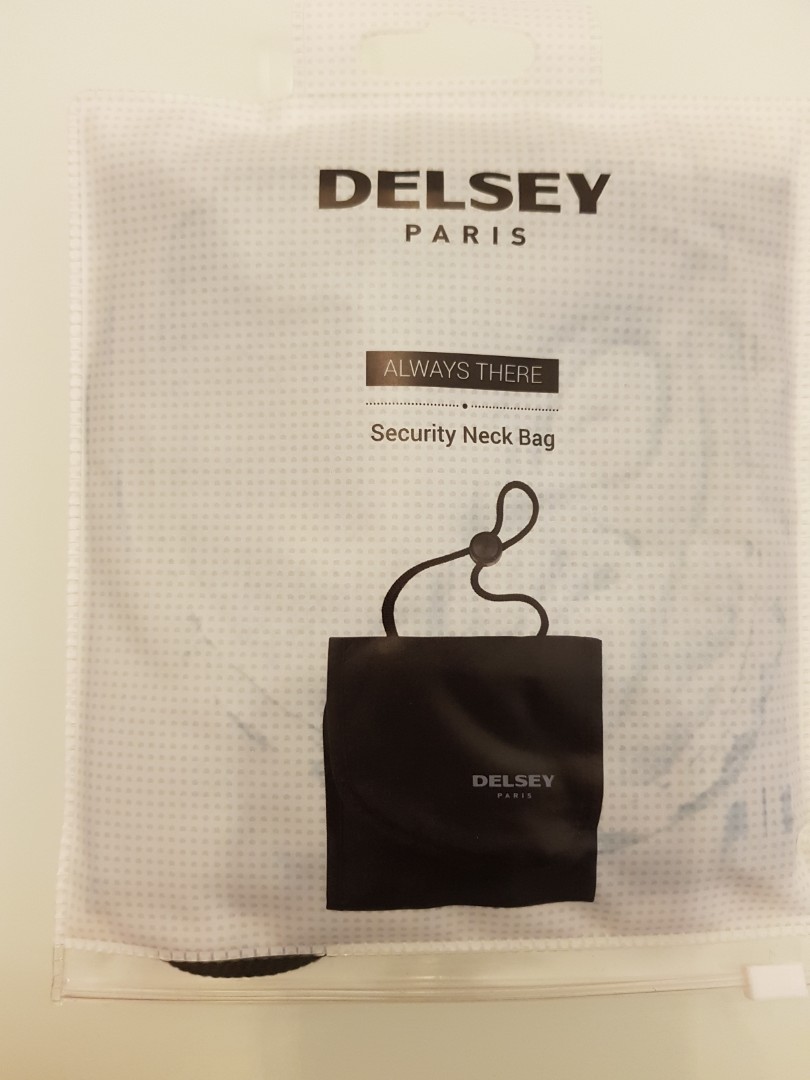 DELSEY
PARIS
ALWAYS THERE
Security Neck Bag
DELSEY
PARIS